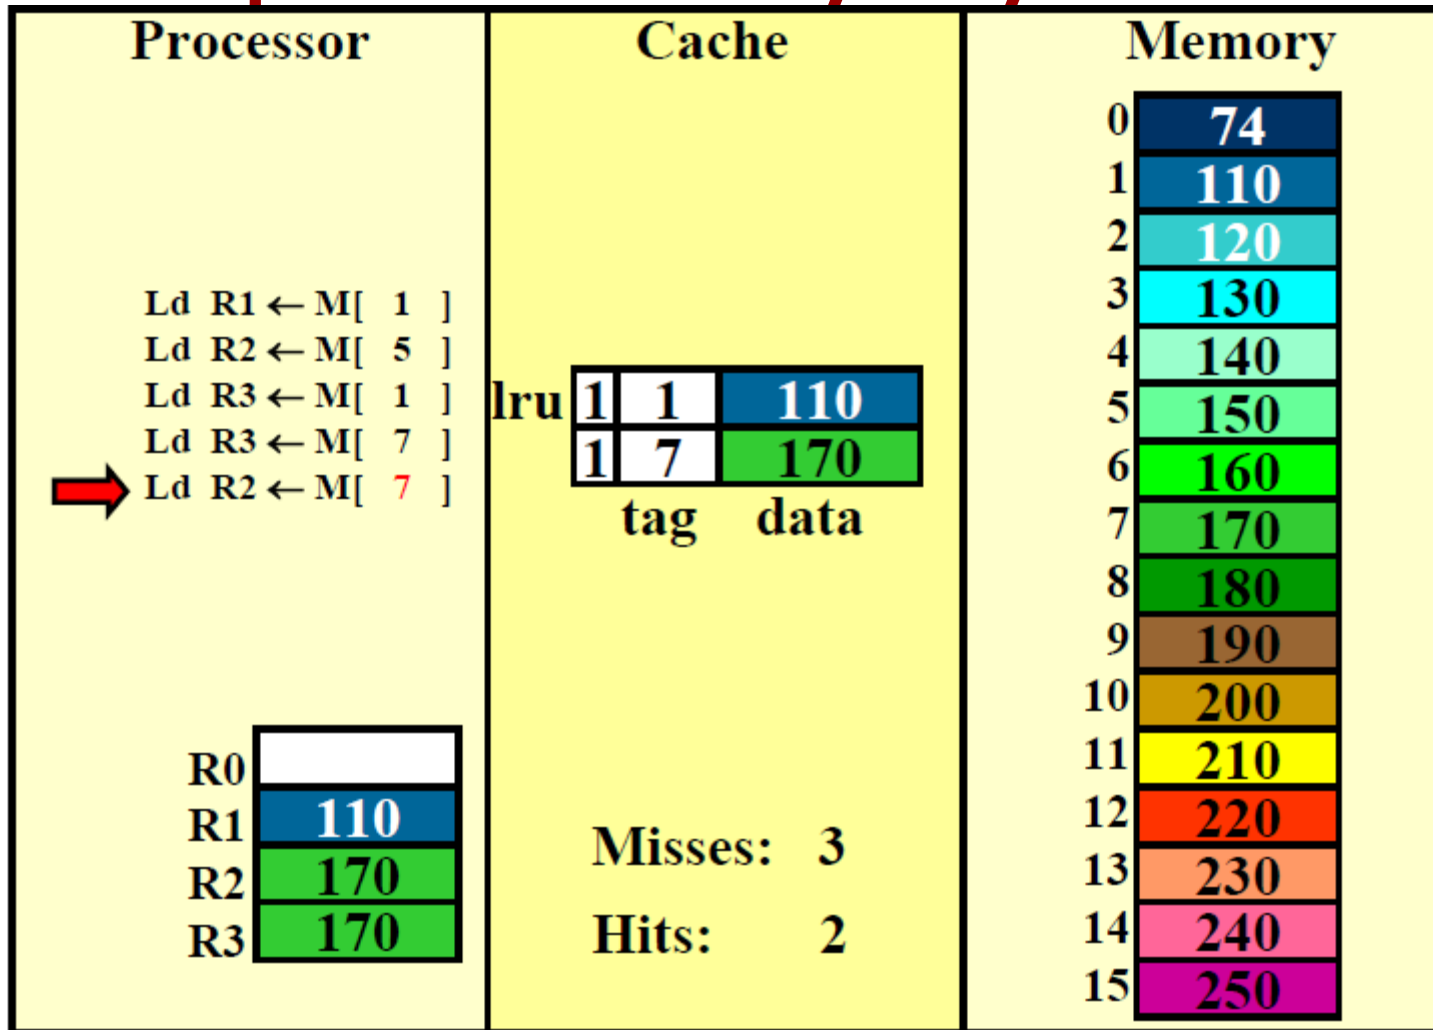 Processor
Ld R1 ← M[ 1 ]
Ld R2 ← M[ 5 ]
Ld R3 ← M[ 1 ]
Ld R3 ← M[ 7 ]
Ld R2 ← M[ 7 ]
R0
R1 110
R2 170
R3 170
Cache
lru 1 1 110
1 7 170
tag data
Misses: 3
Hits: 2
Memory
0 74
1 110
2 120
3 130
4 140
5 150
6 160
7 170
8 180
9 190
10 200
11 210
12 220
13 230
14 240
15 250